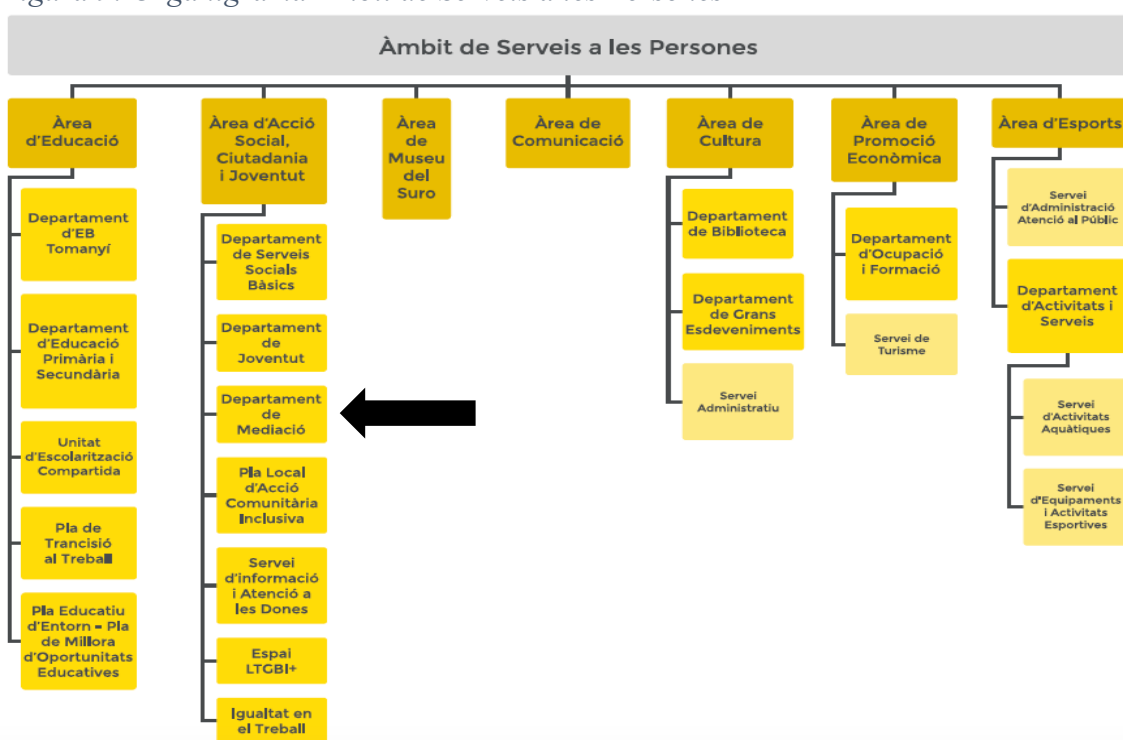 Àmbit de Serveis a les Persones
Àrea
d'Educació
Departament
d'EB
Tomanyí
Departament
d'Educació
Primària i
Secundària
Unitat
d'Escolarització
Compartida
Pla de
Trancisió
al Treball
Pla Educatiu
d'Entorn - Pla
de Millora
d'Oportunitats
Educatives
Àrea d'Acció
Social,
Ciutadania
i Joventut
Departament
de Serveis
Socials
Bàsics
Departament
de
Joventut
Departament
de
Mediació
Pla Local
d'Acció
Comunitària
Inclusiva
Servei
d'informació
i Atenció a
les Dones
Espai
LTGBI+
Igualtat en
el Treball
Àrea
de
Museu
del
Suro
Àrea de
Comunicació
Àrea de
Cultura
Departament
de Biblioteca
Departament
de Grans
Esdeveniments
Servei
Administratiu
Àrea de
Promoció
Econòmica
Departament
d'Ocupació
i Formació
Servei de
Turisme
Àrea d'Esports
Servei
d'Administració
Atenció al Públic
Departament
d'Activitats i
Serveis
Servei
d'Activitats
Aquàtiques
Servei
d'Equipaments
i Activitats
Esportives